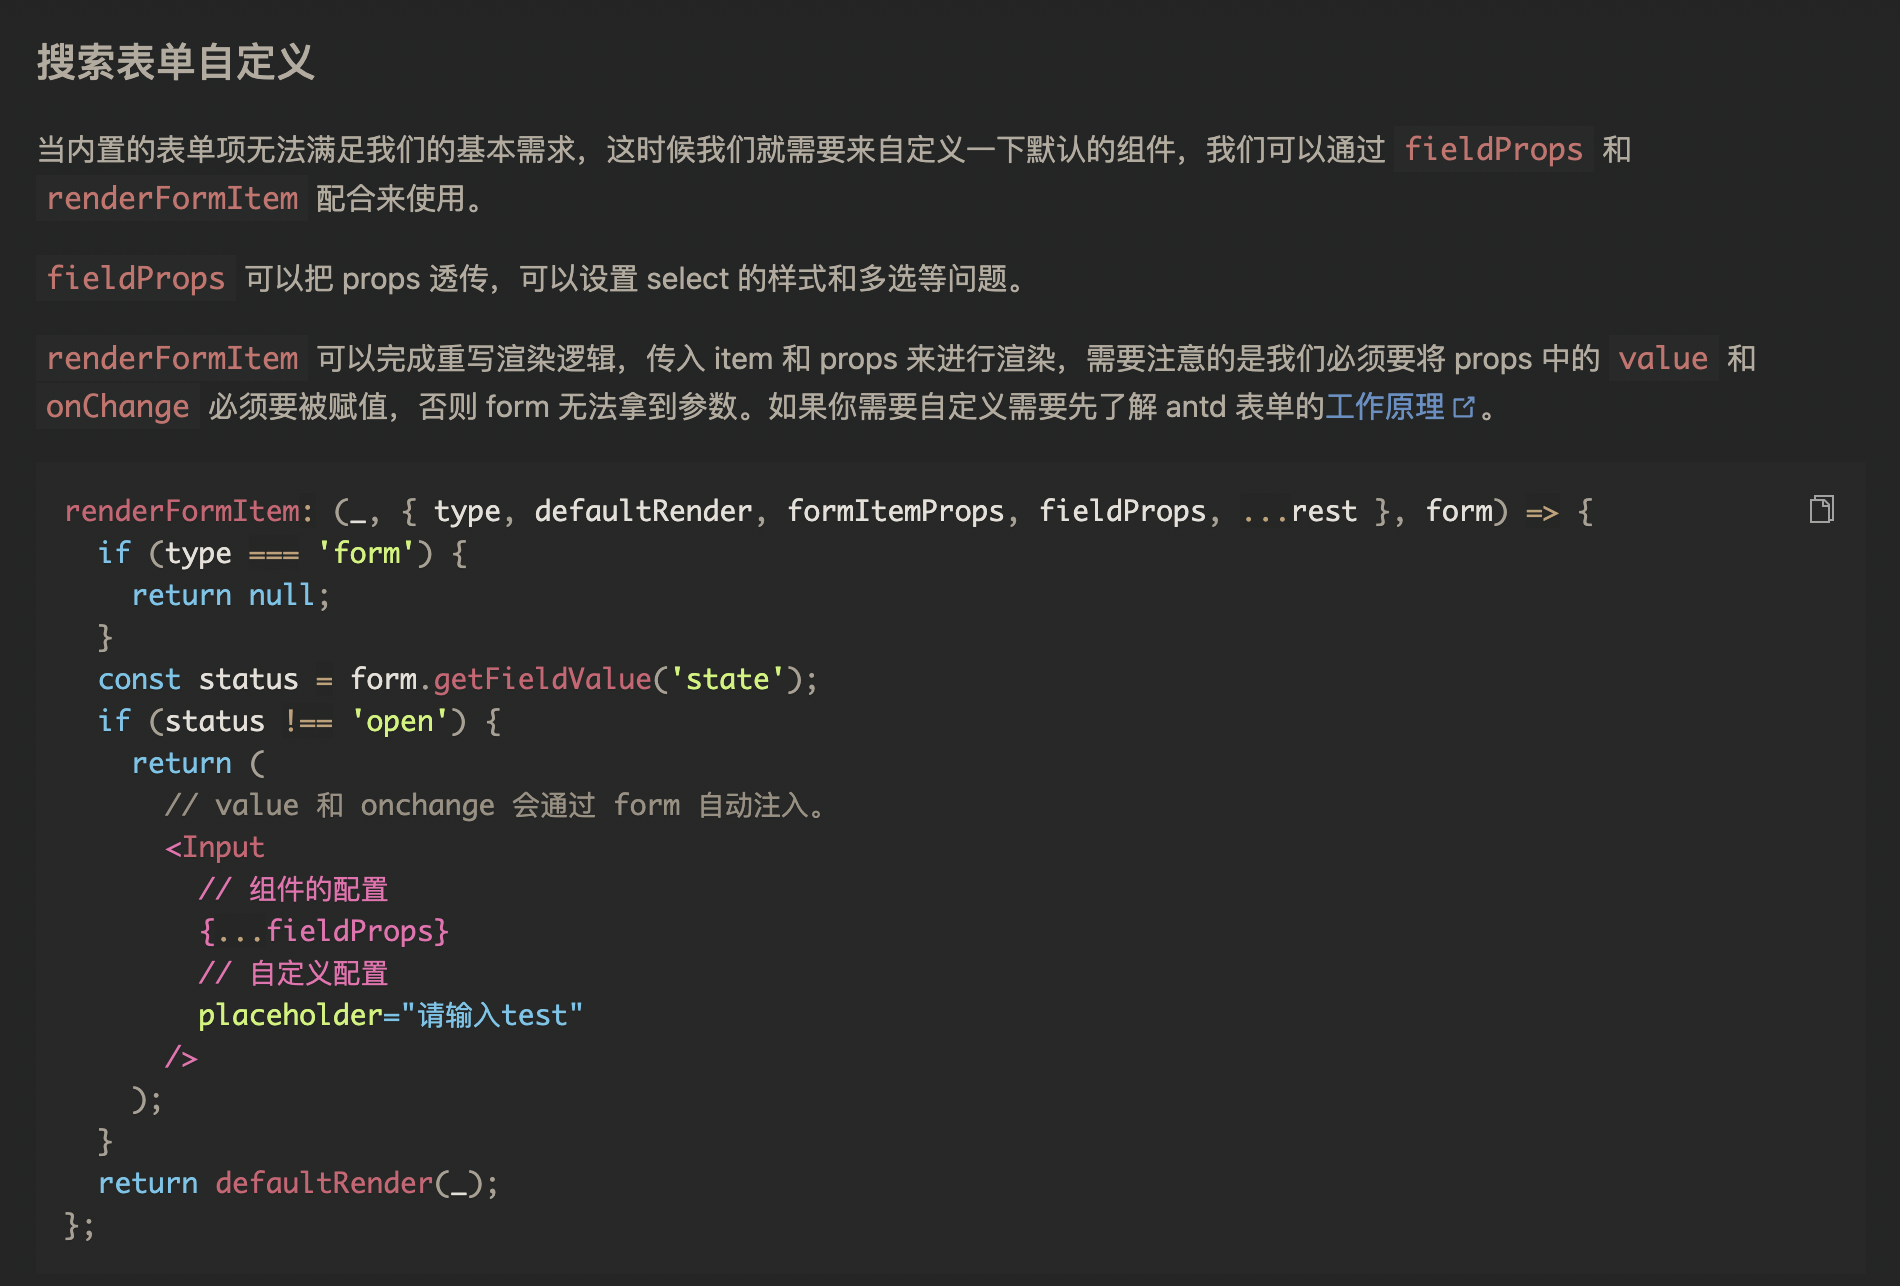 搜索表单自定义
当内置的表单项无法满足我们的基本需求，这时候我们就需要来自定义一下默认的组件，我们可以通过 fieldProps 和
renderFormItem 配合来使用。
fieldProps 可以把 props 透传，可以设置 select 的样式和多选等问题。
renderFormItem 可以完成重写渲染逻辑，传入 item 和 props 来进行渲染，需要注意的是我们必须要将 props 中的 value 和
onChange 必须要被赋值，否则 form 无法拿到参数。如果你需要自定义需要先了解 antd 表单的工作原理。
renderFormItem: (_, { type, defaultRender, formItemProps, fieldProps, ...rest }, form) => {
  if (type === 'form') {
    return null;
  }
  const status = form.getFieldValue('state');
  if (status !== 'open') {
    return (
      // value 和 onchange 会通过 form 自动注入。
      <Input
        // 组件的配置
        {...fieldProps}
        // 自定义配置
        placeholder="请输入test"
      />
    );
  }
  return defaultRender(_);
};